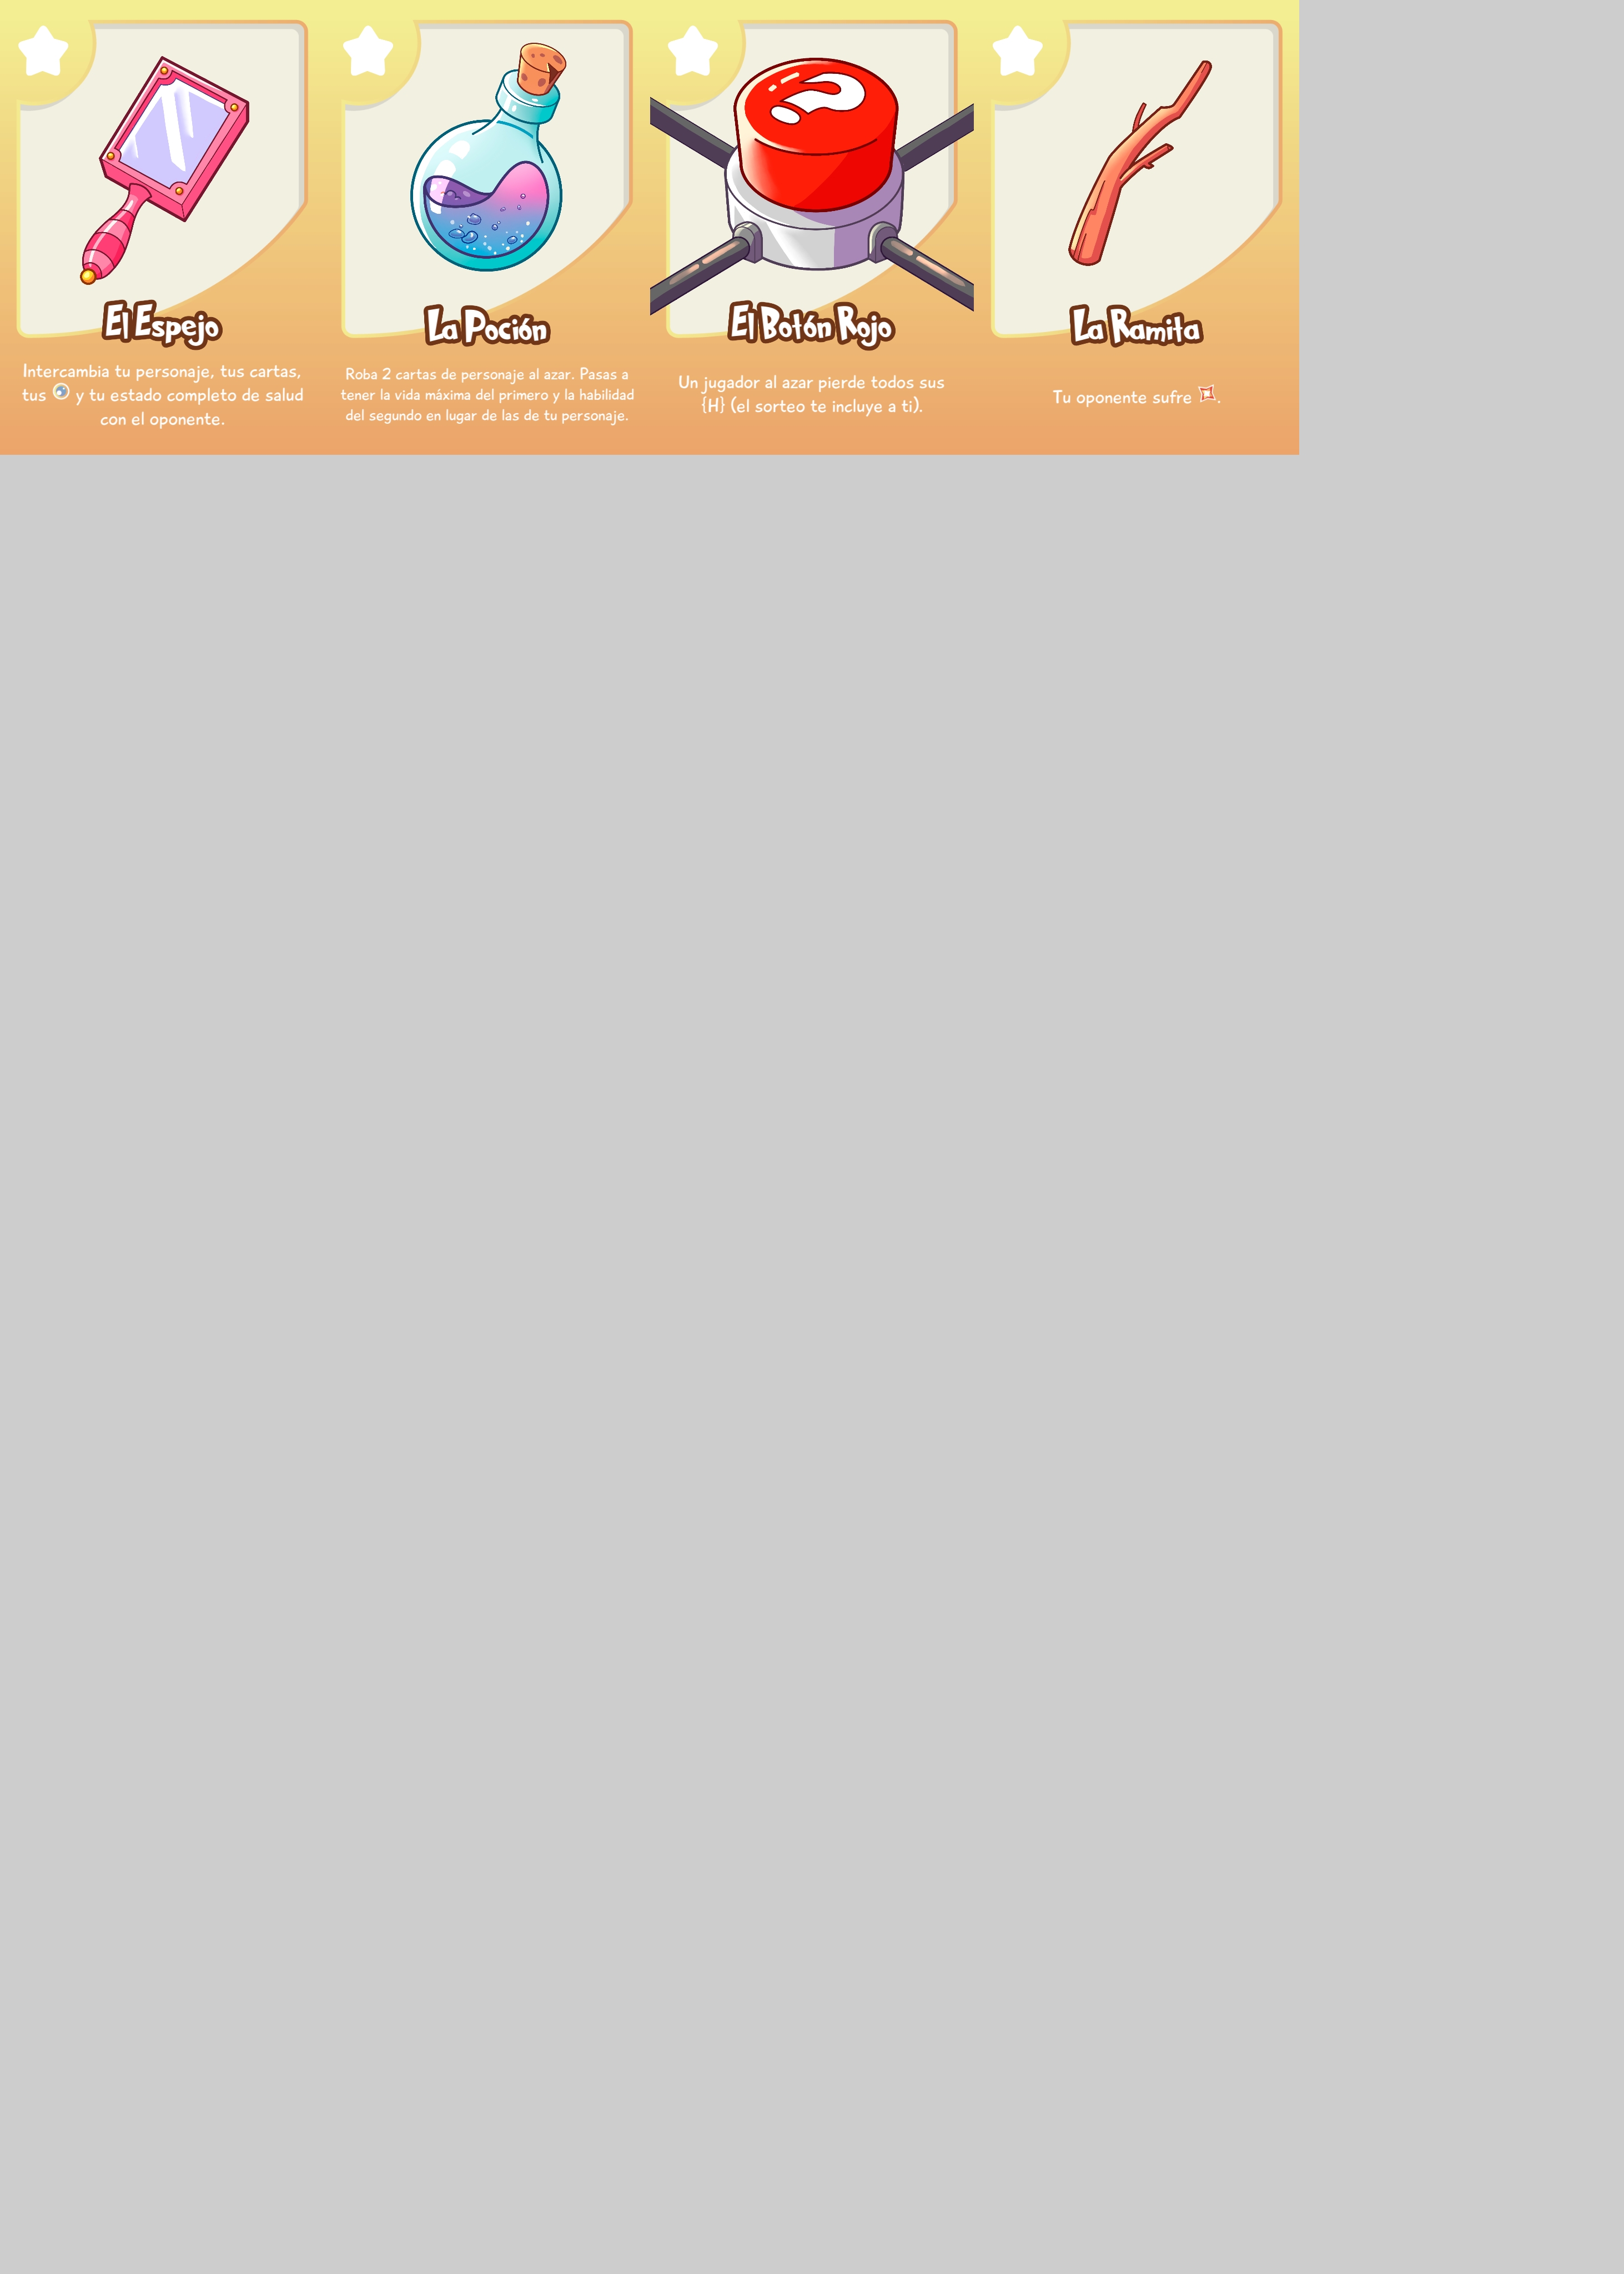 El Espejo
Intercambia tu personaje, tus cartas,
tus y tu estado completo de salud
con el oponente.
La Poción
Roba 2 cartas de personaje al azar. Pasas a
tener la vida máxima del primero y la habilidad
del segundo en lugar de las de tu personaje.
?
El Botón Rojo
Un jugador al azar pierde todos sus
{H} (el sorteo te incluye a ti).
La Ramita
Tu oponente sufre .